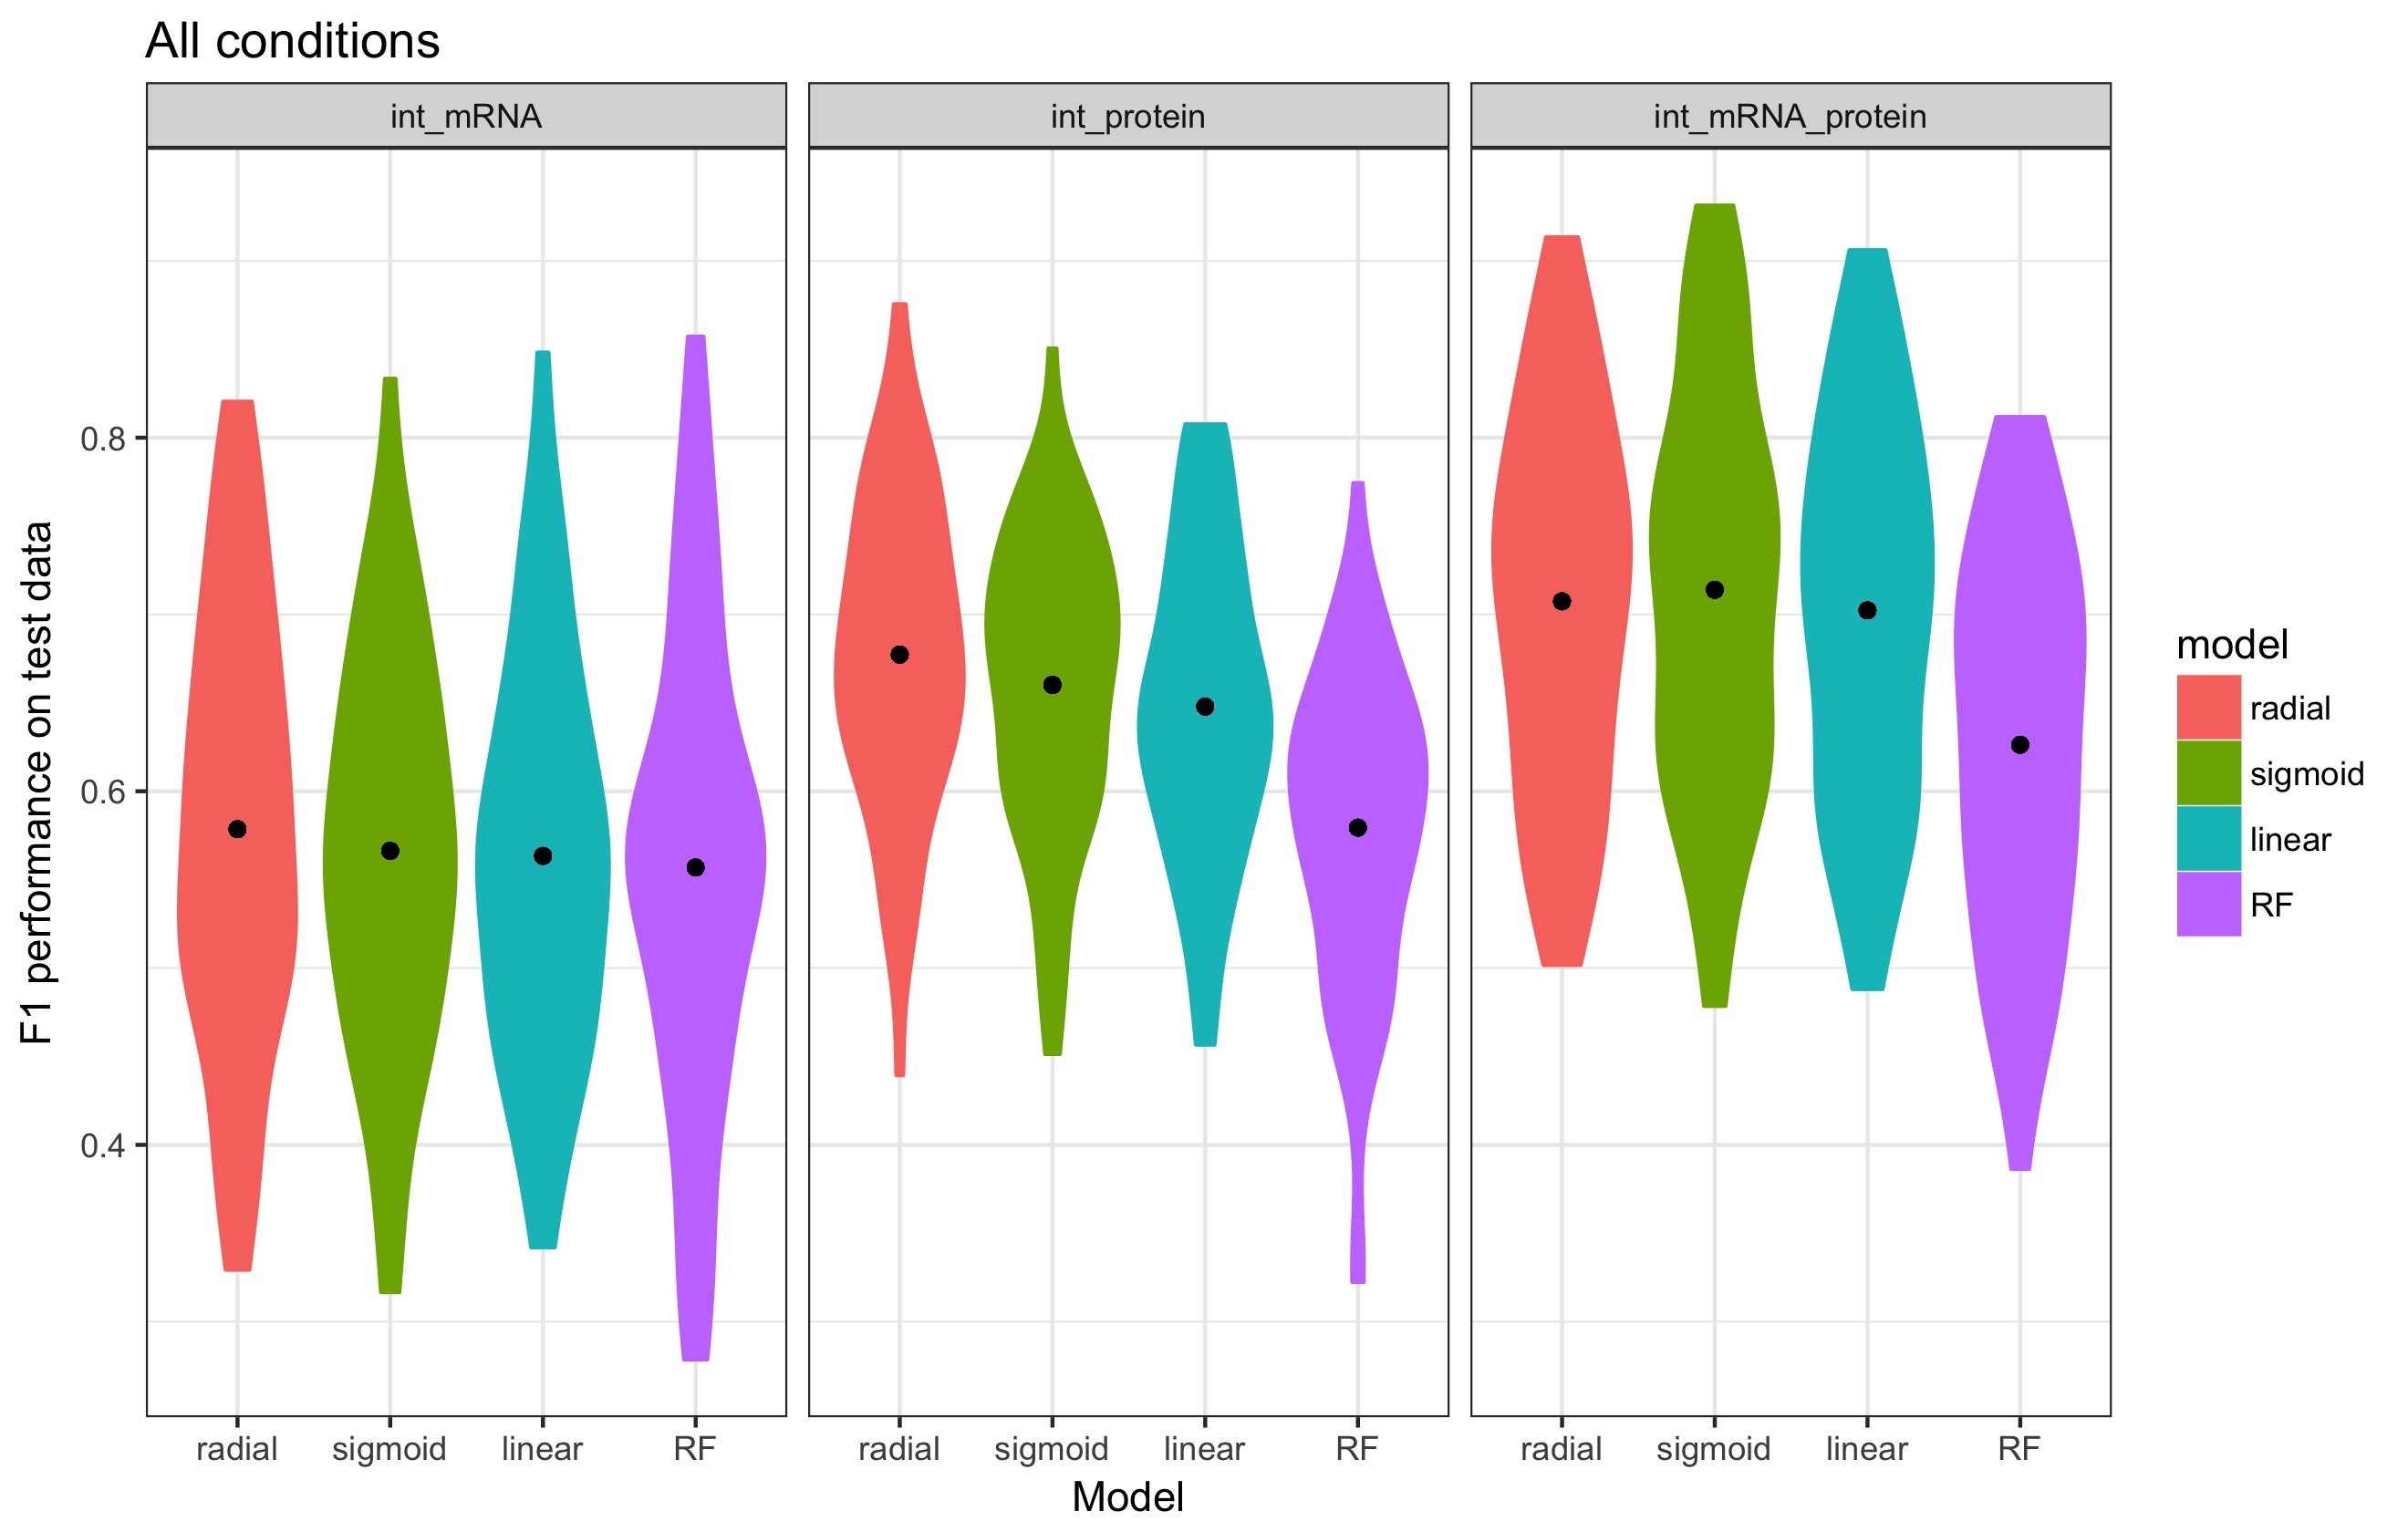 All conditions
int_mRNA
int_protein
int_mRNA_protein
F1 performance on test data
0.8
0.6
0.4
radial sigmoid linear RF
radial sigmoid linear RF
radial sigmoid linear RF
Model
model
radial
sigmoid
linear
RF